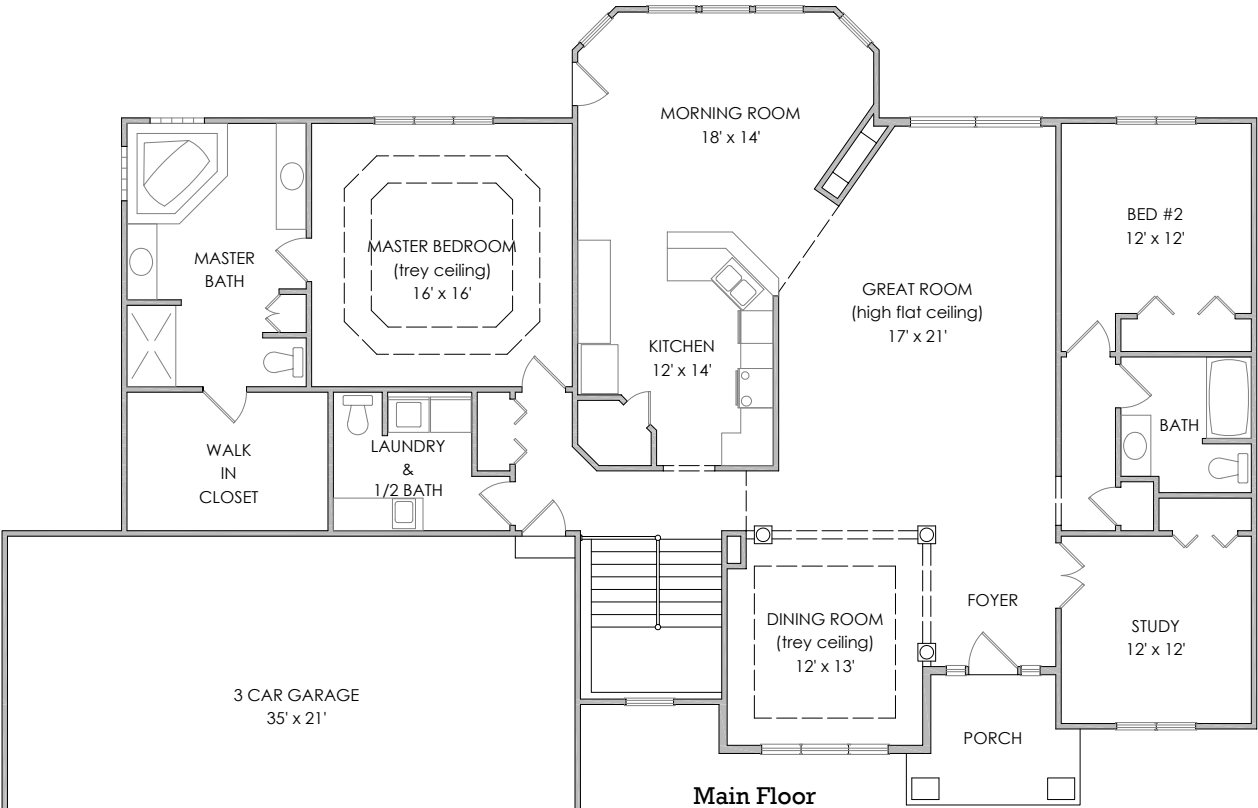 MORNING ROOM
18' x 14'
MASTER BEDROOM
(trey ceiling)
16' x 16'
MASTER
BATH
BED #2
12' x 12'
GREAT ROOM
(high flat ceiling)
17' x 21'
KITCHEN
12' x 14'
BATH
WALK
IN
CLOSET
LAUNDRY
&
1/2 BATH
FOYER
DINING ROOM
(trey ceiling)
12' x 13'
STUDY
12' x 12'
3 CAR GARAGE
35' x 21'
PORCH
Main Floor